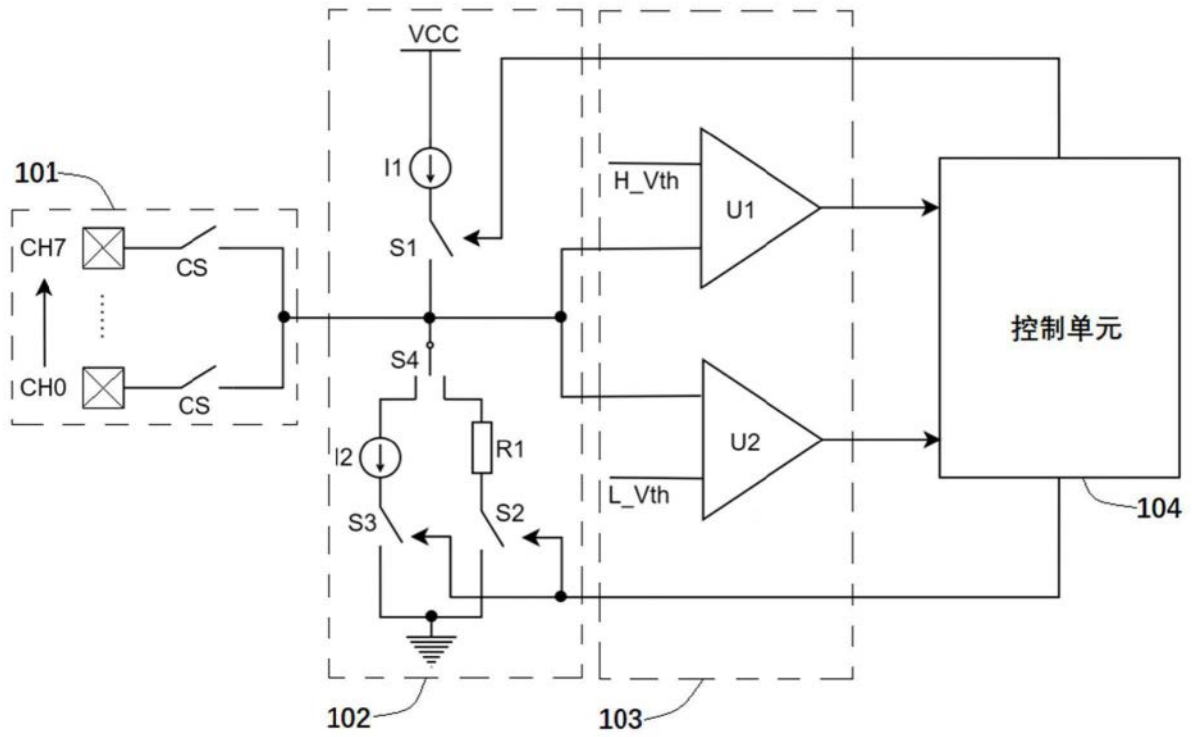 VCC
I1
H_Vth
U1
101
CH7
CS
S1
控制单元
S4
CH0
CS
I2
R1
U2
L_Vth
S3
S2
104
102
103